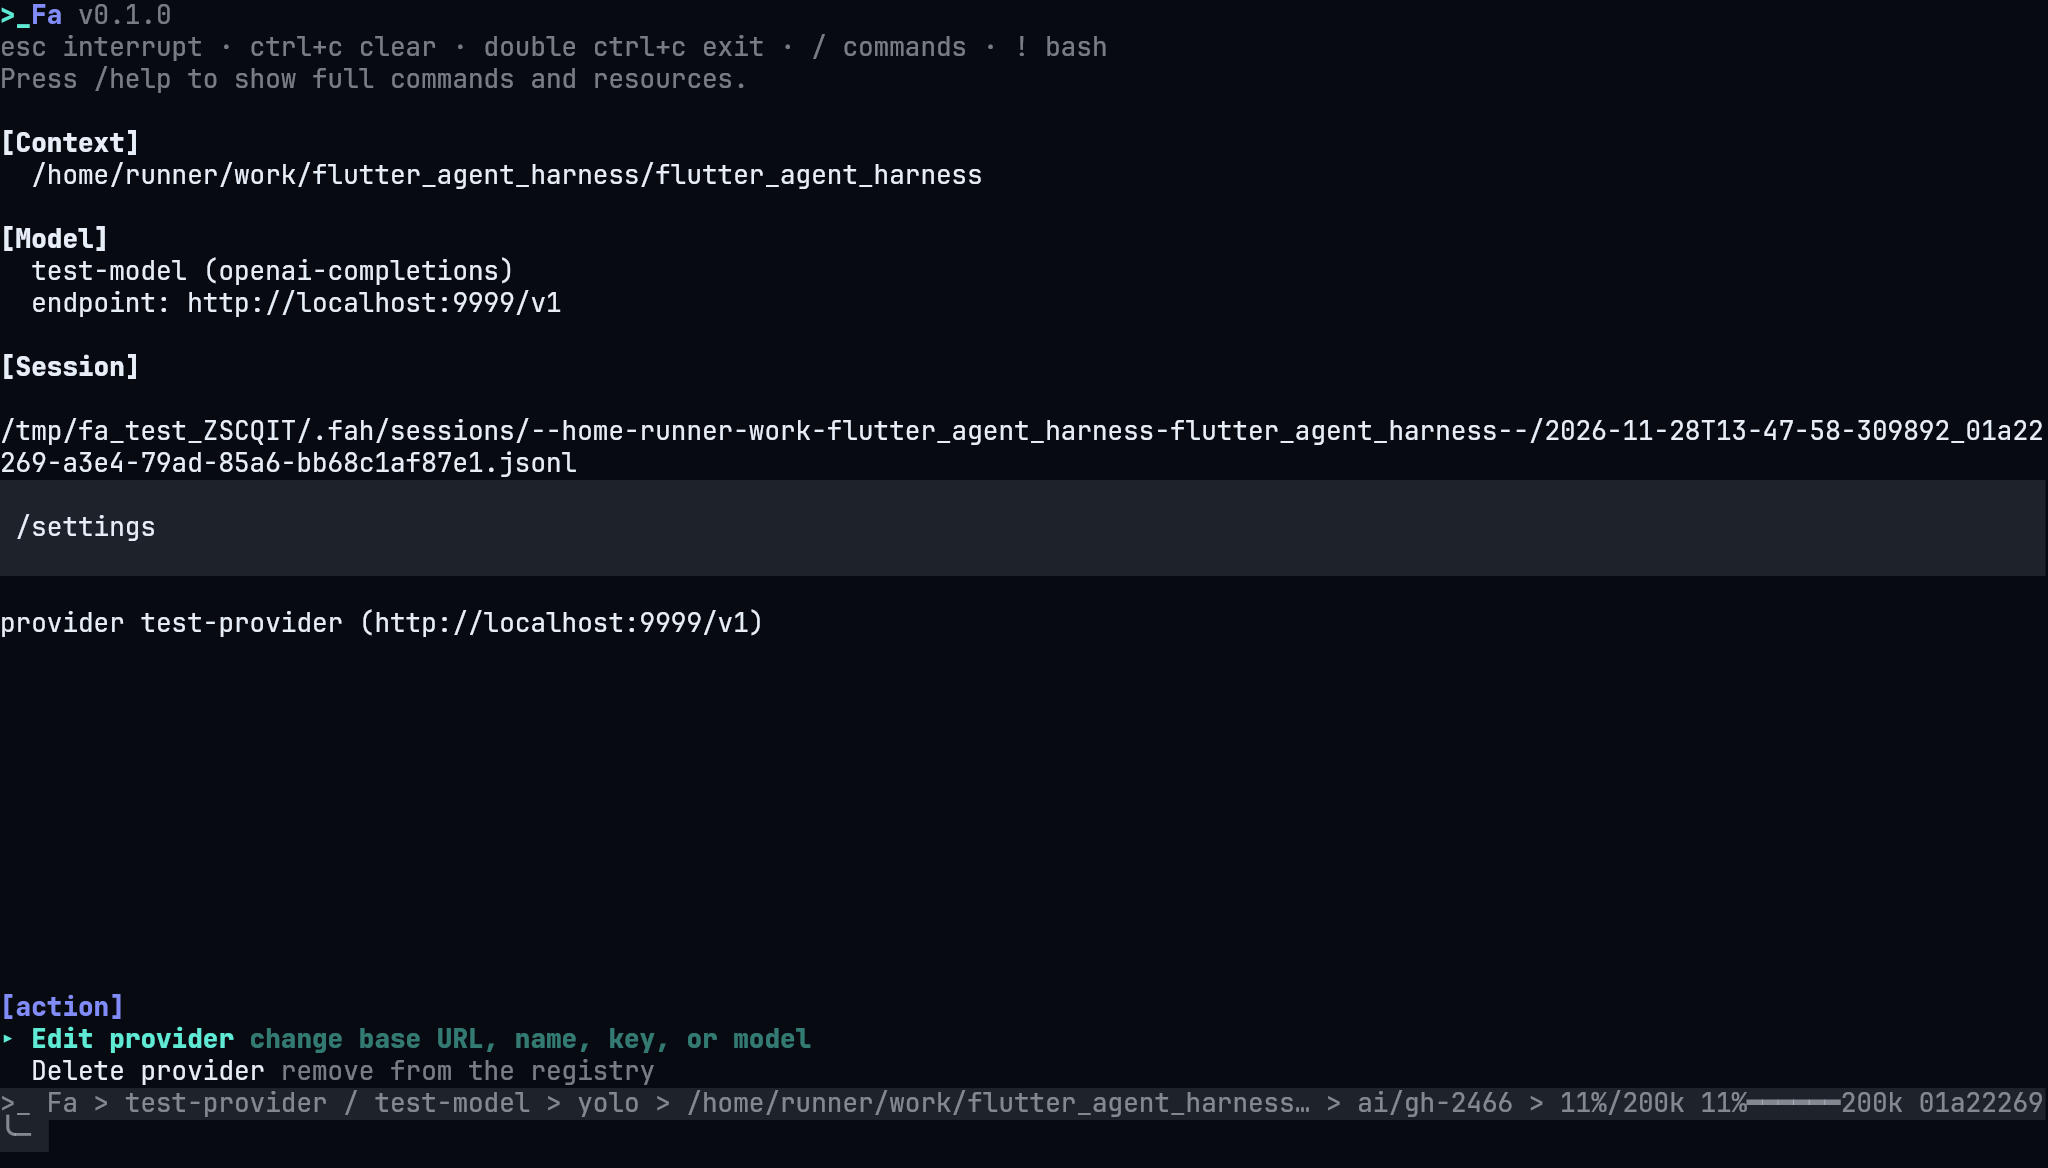 >_Fa v0.1.0
esc interrupt · ctrl+c clear · double ctrl+c exit · / commands · ! bash
Press /help to show full commands and resources.
[Context]
/home/runner/work/flutter_agent_harness/flutter_agent_harness
[Model]
test-model (openai-completions)
endpoint: http://localhost:9999/v1
[Session]
/tmp/fa_test_ZSCQIT/.fah/sessions/--home-runner-work-flutter_agent_harness-flutter_agent_harness--/2026-11-28T13-47-58-309892_01a22
269-a3e4-79ad-85a6-bb68c1af87e1.jsonl
/settings
provider test-provider (http://localhost:9999/v1)
[action]
▸ Edit provider change base URL, name, key, or model
Delete provider remove from the registry
>_ Fa > test-provider / test-model > yolo > /home/runner/work/flutter_agent_harness… > ai/gh-2466 > 11%/200k 11%━━━━━━200k 01a22269
╰─